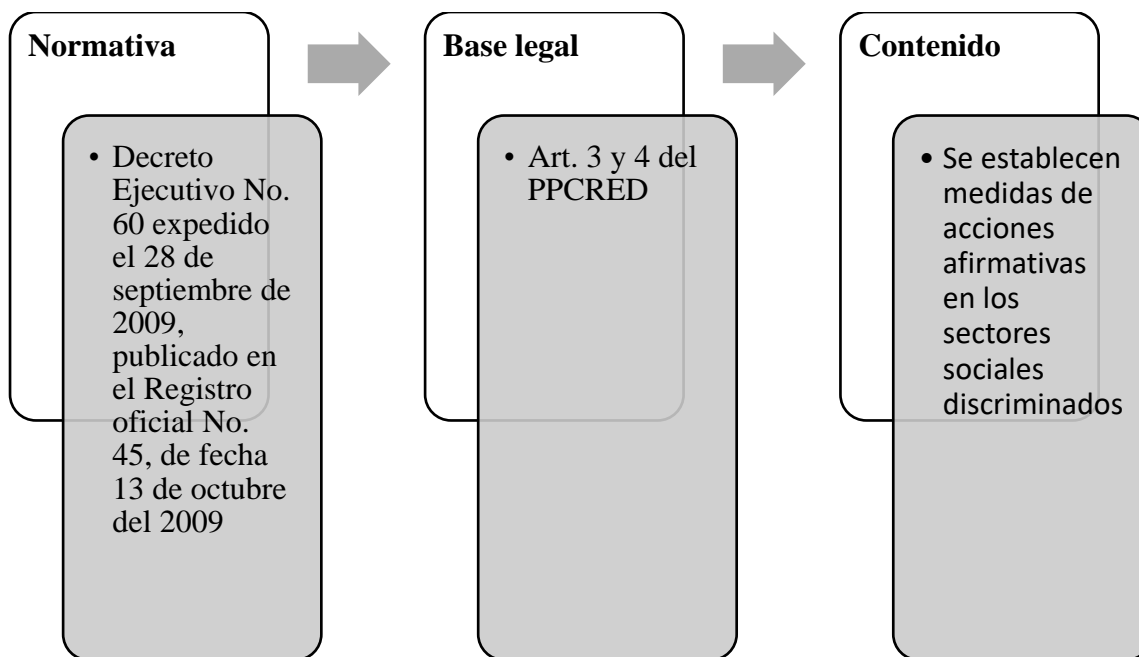 Normativa
• Decreto
Ejecutivo No.
60 expedido
el 28 de
septiembre de
2009,
publicado en
el Registro
oficial No.
45, de fecha
13 de octubre
del 2009
Base legal
• Art. 3 y 4 del
PPCRED
Contenido
• Se establecen
medidas de
acciones
afirmativas
en los
sectores
sociales
discriminados